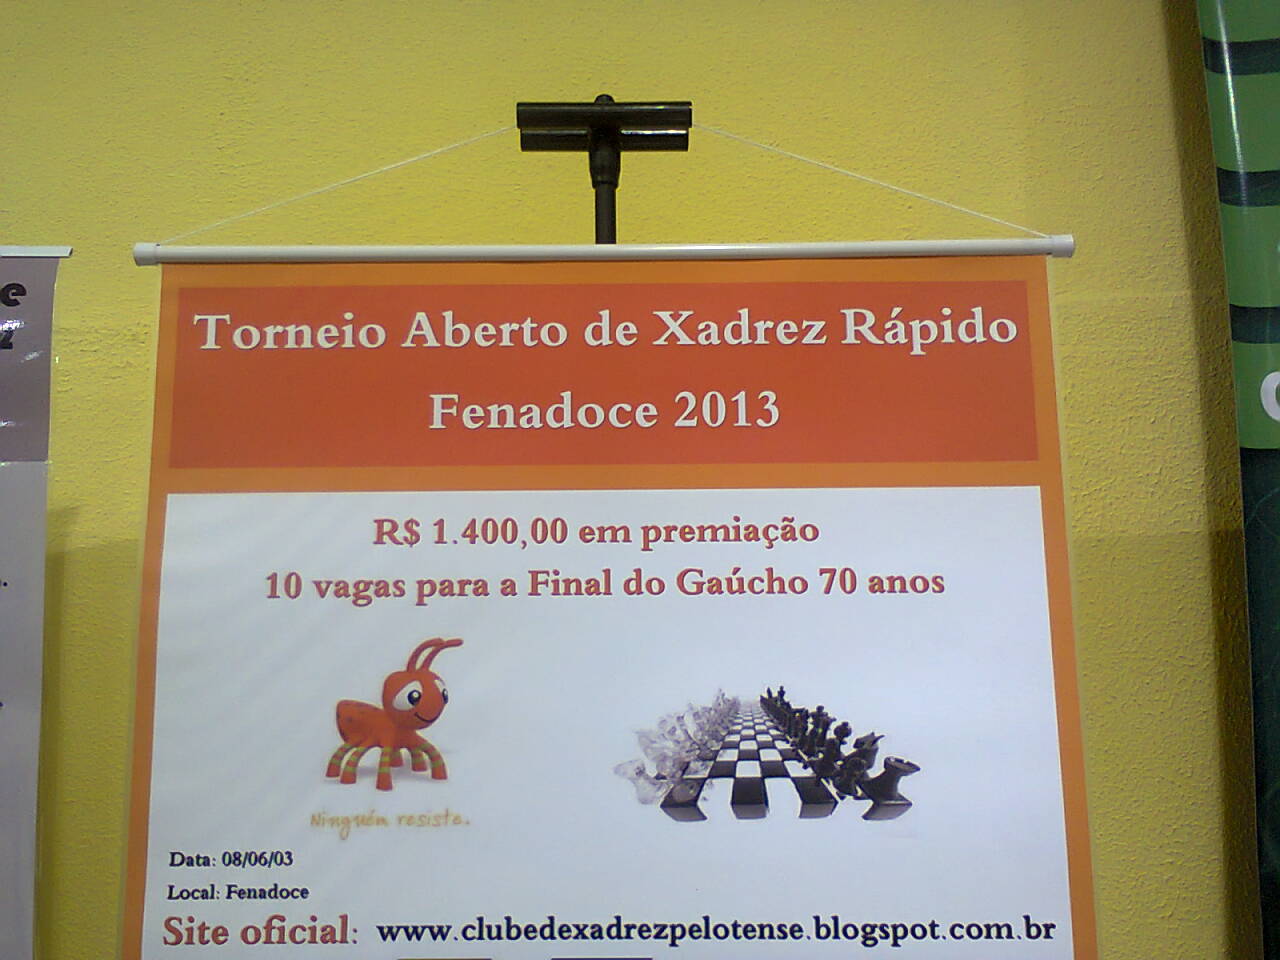 Torneio Aberto de Xadrez Rápido
Fenadoce 2013
R$ 1.400,00 em premiação
10 vagas para a Final do Gaúcho 70 anos
Ninguém resiste.
Data: 08/06/03
Local: Fenadoce
Site oficial: www.clubedexadrezpelotense.blogspot.com.br